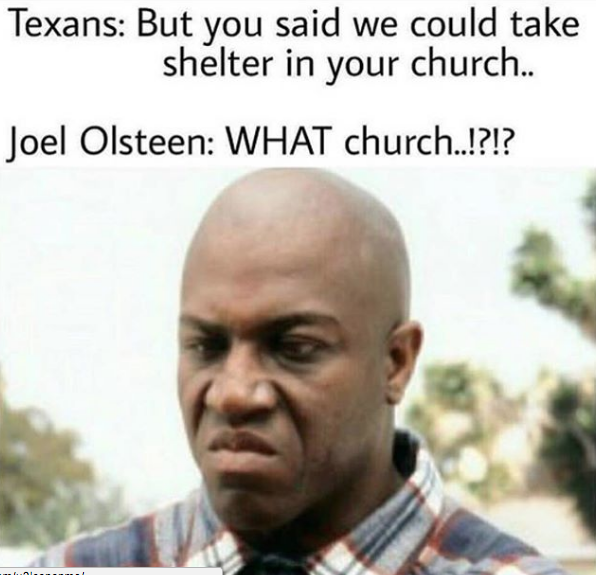 Texans: But you said we could take
shelter in your church..
Joel Olsteen: WHAT church..!?!?